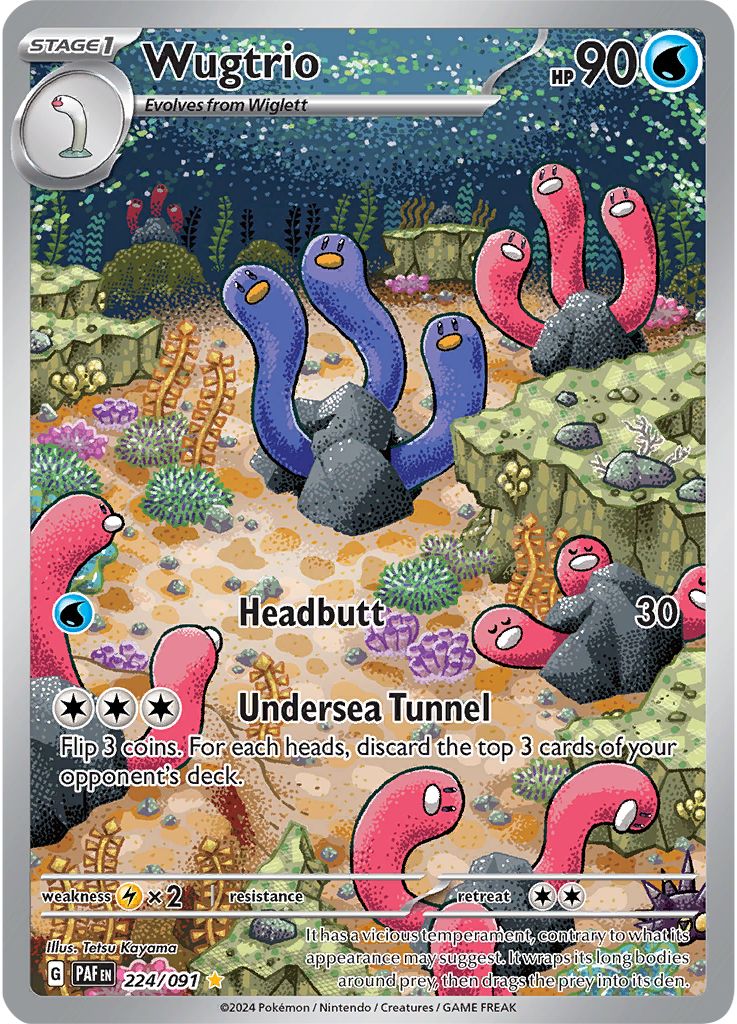 STAGE1
Wugtrio
HP 90
Evolves from Wiglett
Headbutt 30
Undersea Tunnel
Flip 3 coins. For each heads, discard the top 3 cards of your
opponent's deck.
weakness ×2 resistance retreat
Illus. Tetsu Kayama
It has a vicious temperament, contrary to what its
appearance may suggest. It wraps its long bodies
around prey, then drags the prey into its den.
G PAF EN 224/091
©2024 Pokémon / Nintendo / Creatures / GAME FREAK